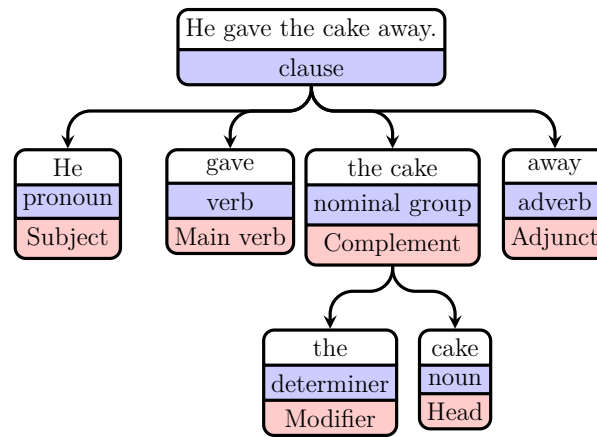 He gave the cake away.
clause
He
pronoun
Subject
gave
verb
Main verb
the cake
nominal group
Complement
away
adverb
Adjunct
the
determiner
Modifier
cake
noun
Head